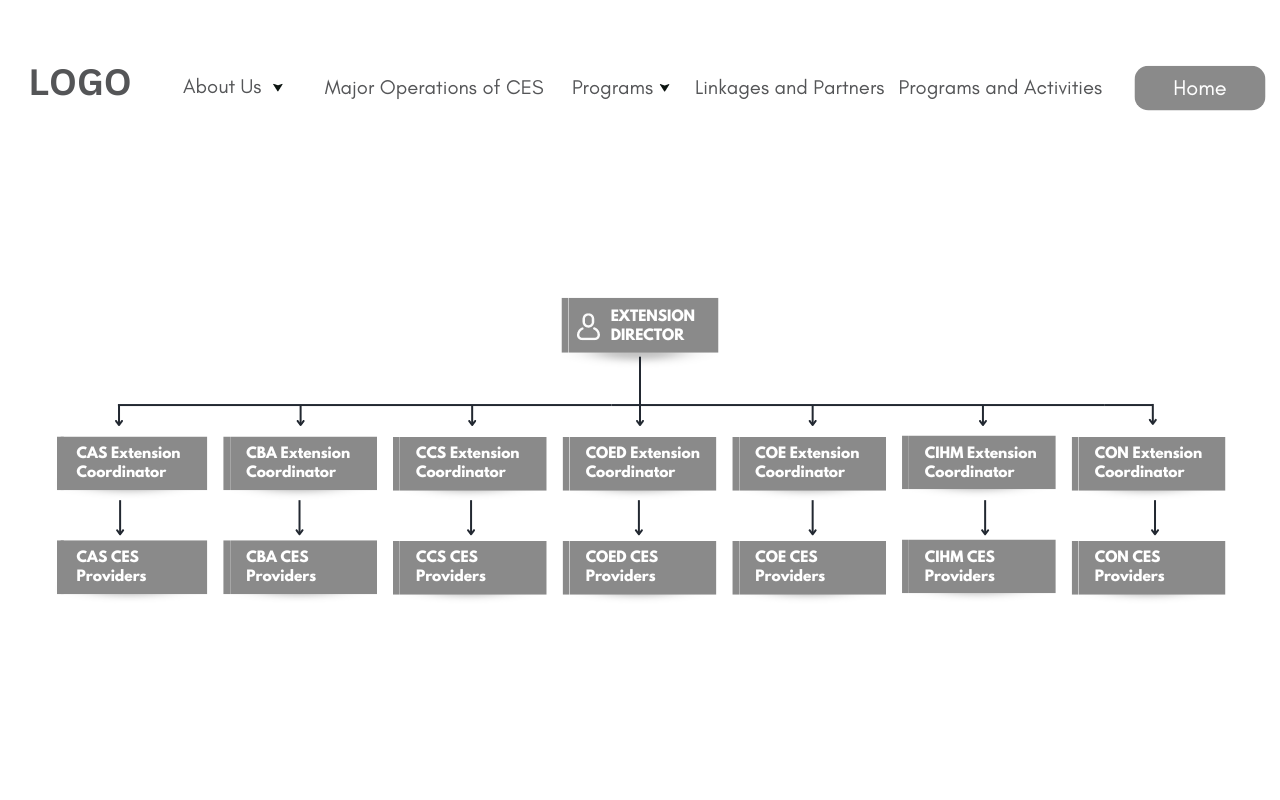 LOGO
About Us
Major Operations of CES
Programs
Linkages and Partners
Programs and Activities
Home
EXTENSION
DIRECTOR
CAS Extension
Coordinator
CBA Extension
Coordinator
CCS Extension
Coordinator
COED Extension
Coordinator
COE Extension
Coordinator
CIHM Extension
Coordinator
CON Extension
Coordinator
CAS CES
Providers
CBA CES
Providers
CCS CES
Providers
COED CES
Providers
COE CES
Providers
CIHM CES
Providers
CON CES
Providers